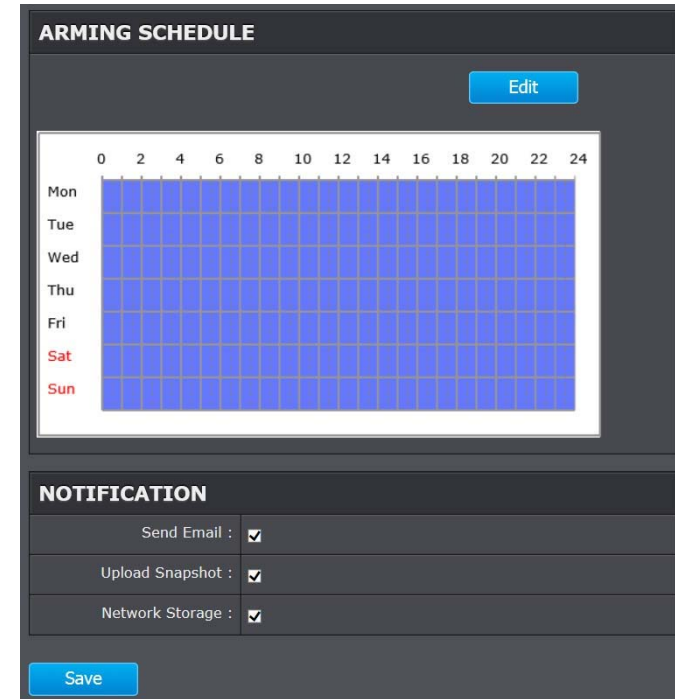 ARMING SCHEDULE
Edit
0 2 4 6 8 10 12 14 16 18 20 22 24
Mon
Tue
Wed
Thu
Fri
Sat
Sun
NOTIFICATION
Send Email :
Upload Snapshot :
Network Storage :
Save